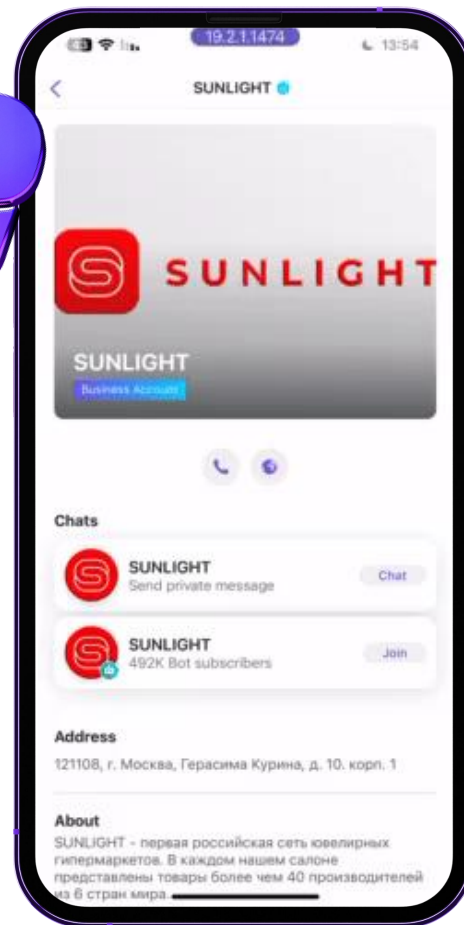 19.2.1.1474
13:54
SUNLIGHT
SUNLIGHT
SUNLIGHT
Business Account
Chats
SUNLIGHT
Send private message
Chat
SUNLIGHT
492K Bot subscribers
Join
Address
121108, г. Москва, Герасима Курина, д. 10. корп. 1
About
SUNLIGHT - первая российская сеть ювелирных
гипермаркетов. В каждом нашем салоне
представлены товары более чем 40 производителей
из 6 стран мира.